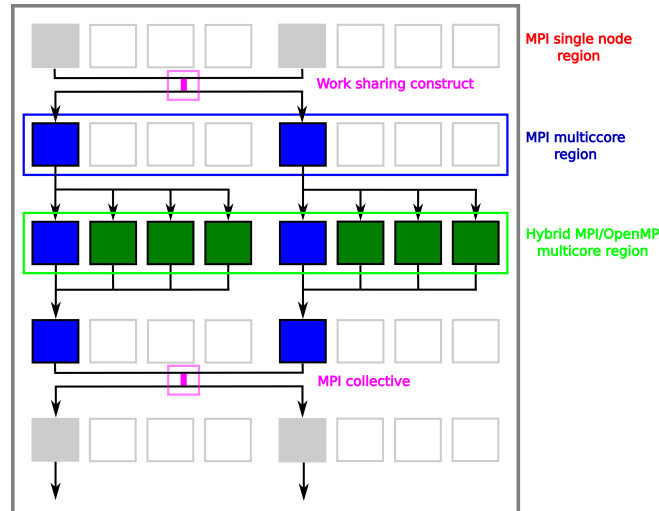 MPI single node
region
Work sharing construct
MPI multiccore
region
Hybrid MPI/OpenMP
multicore region
MPI collective